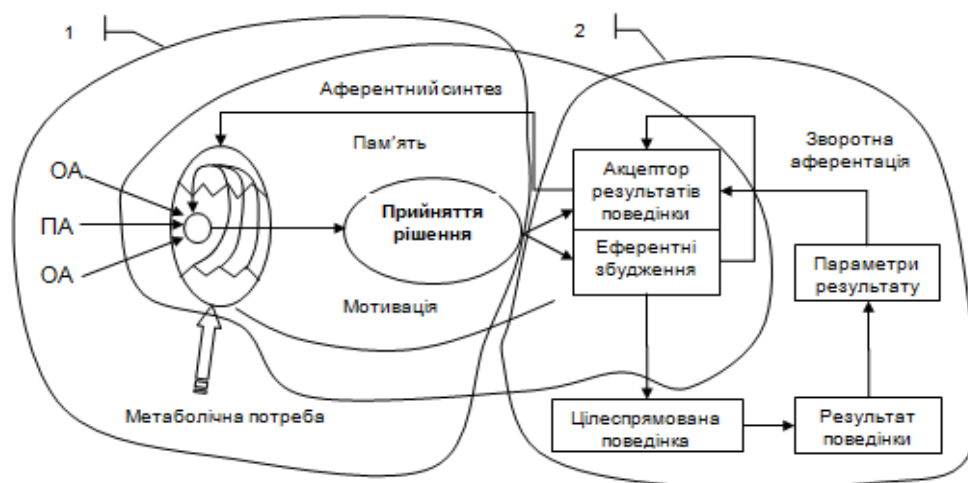 1
2
Аферентний синтез
Пам'ять
Зворотна
аферентація
ОА
ПА
ОА
Прийняття
рішення
Акцептор
результатів
поведінки
Еферентні
збудження
Параметри
результату
Мотивація
Метаболічна потреба
Цілеспрямована
поведінка
Результат
поведінки